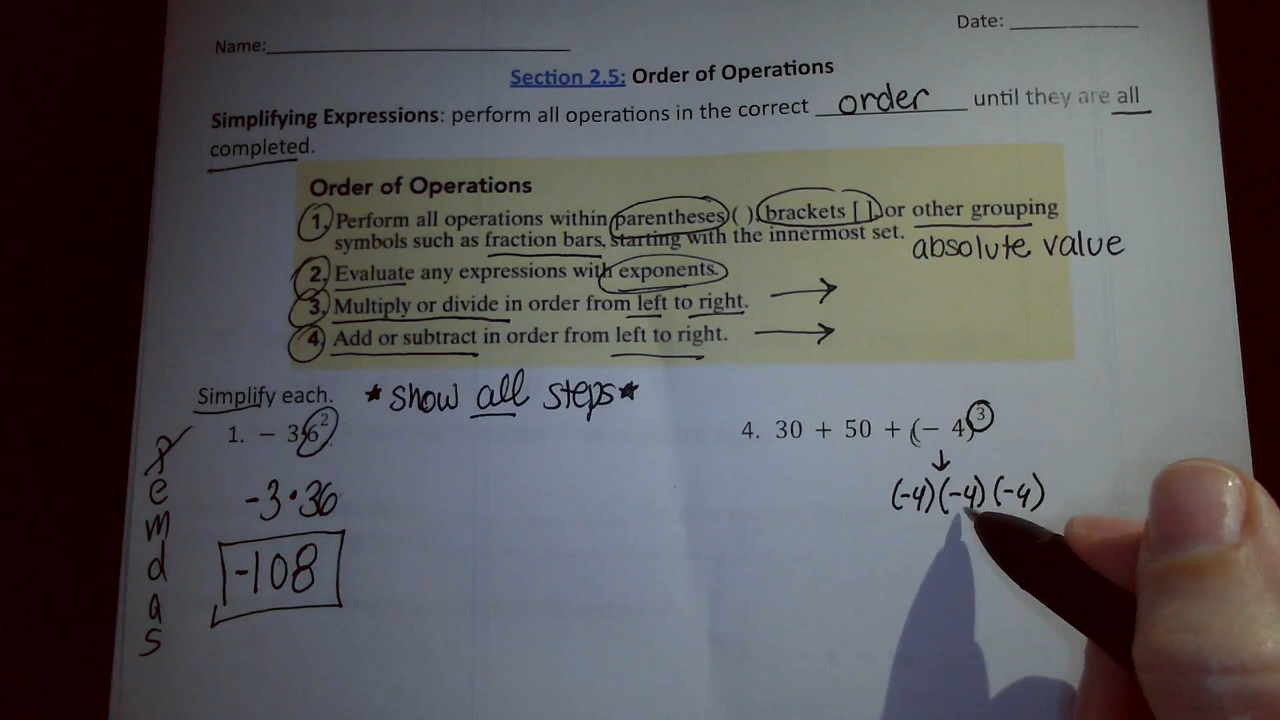 Name:____________ Date: ____________
Section 2.5: Order of Operations
Simplifying Expressions: perform all operations in the correct order until they are all
completed.
Order of Operations
1. Perform all operations within parentheses ( ), brackets [ ], or other grouping
symbols such as fraction bars, starting with the innermost set. absolute value
2. Evaluate any expressions with exponents.
3. Multiply or divide in order from left to right. →
4. Add or subtract in order from left to right. →
Simplify each. *show all steps*
1. − 3·6² 4. 30 + 50 + (− 4)³
↓
-3·36 (-4)(-4)(-4)
-108
p
e
m
d
a
s